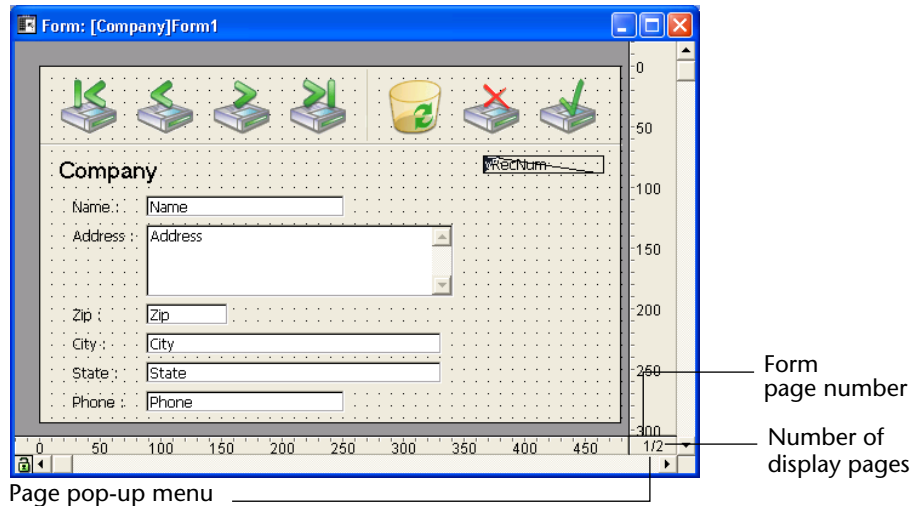 Form: [Company]Form1
0
50
Company
vRecNum
100
Name : Name
Address : Address
150
200
Zip : Zip
City : City
State : State
250
Form
page number
Phone : Phone
300
0 50 100 150 200 250 300 350 400 450 1/2
Number of
display pages
Page pop-up menu